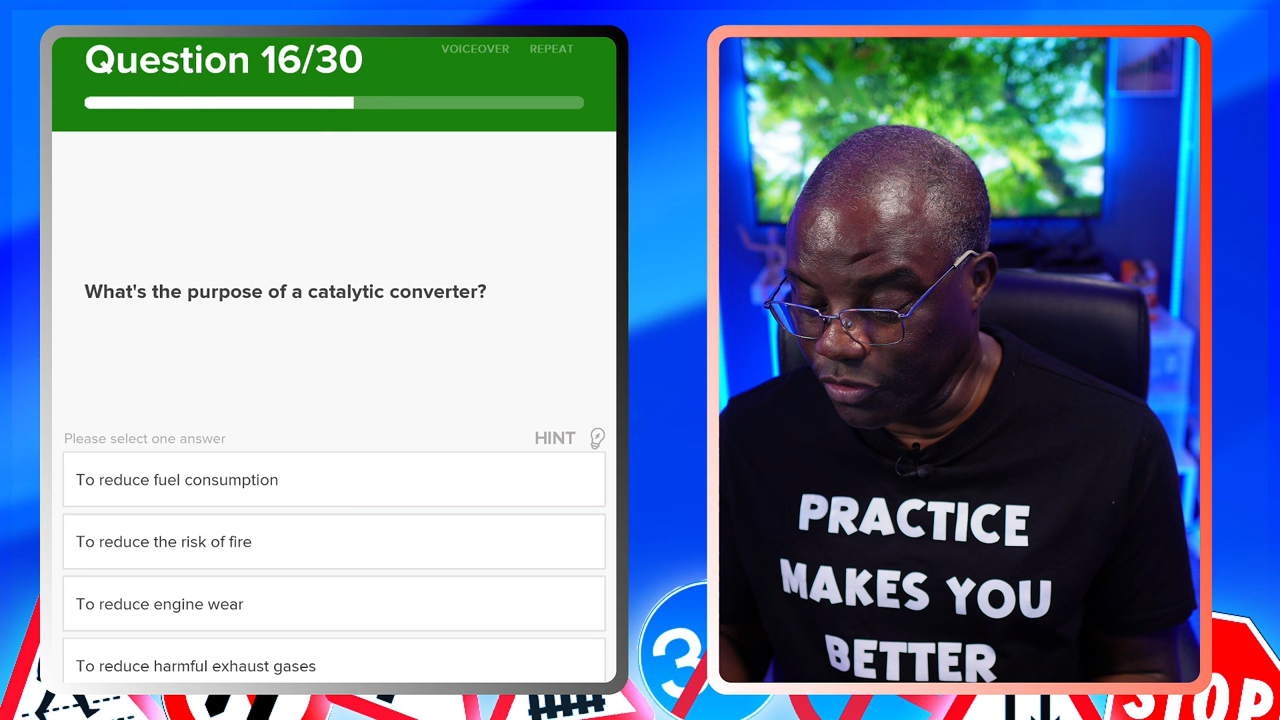 Question 16/30
VOICEOVER REPEAT
What's the purpose of a catalytic converter?
Please select one answer
HINT
To reduce fuel consumption
To reduce the risk of fire
To reduce engine wear
To reduce harmful exhaust gases
PRACTICE
MAKES YOU
BETTER
3
STOP